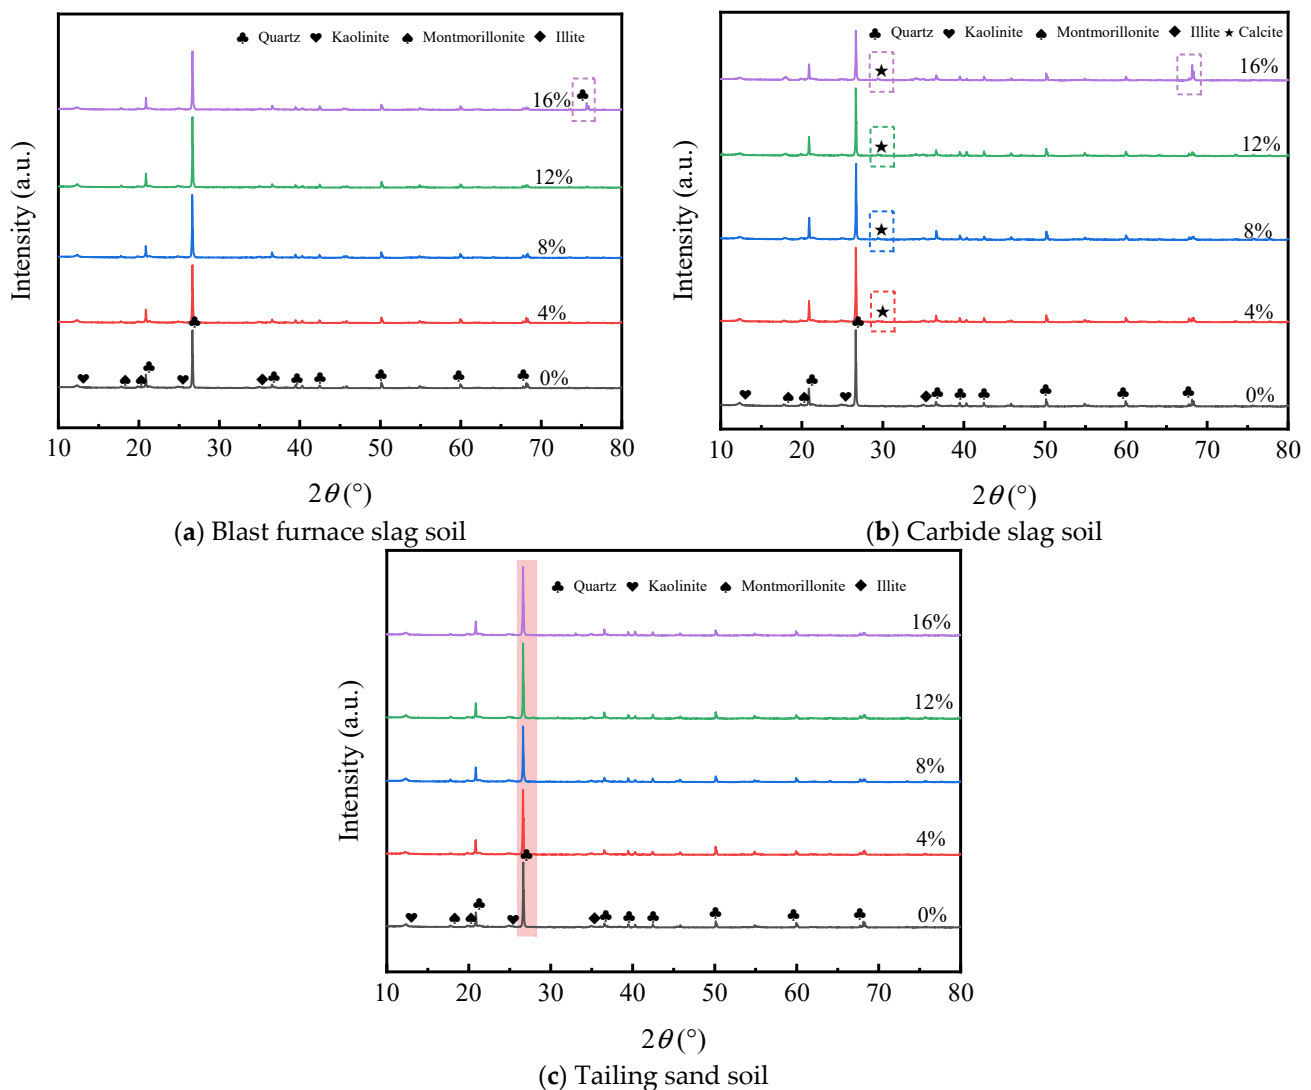 ♣ Quartz ♥ Kaolinite ♠ Montmorillonite ◆ Illite
16%
12%
8%
4%
0%
10 20 30 40 50 60 70 80
Intensity (a.u.)
2θ (°)
(a) Blast furnace slag soil
♣ Quartz ♥ Kaolinite ♠ Montmorillonite ◆ Illite ★ Calcite
16%
12%
8%
4%
0%
10 20 30 40 50 60 70 80
Intensity (a.u.)
2θ (°)
(b) Carbide slag soil
♣ Quartz ♥ Kaolinite ♠ Montmorillonite ◆ Illite
16%
12%
8%
4%
0%
10 20 30 40 50 60 70 80
Intensity (a.u.)
2θ (°)
(c) Tailing sand soil